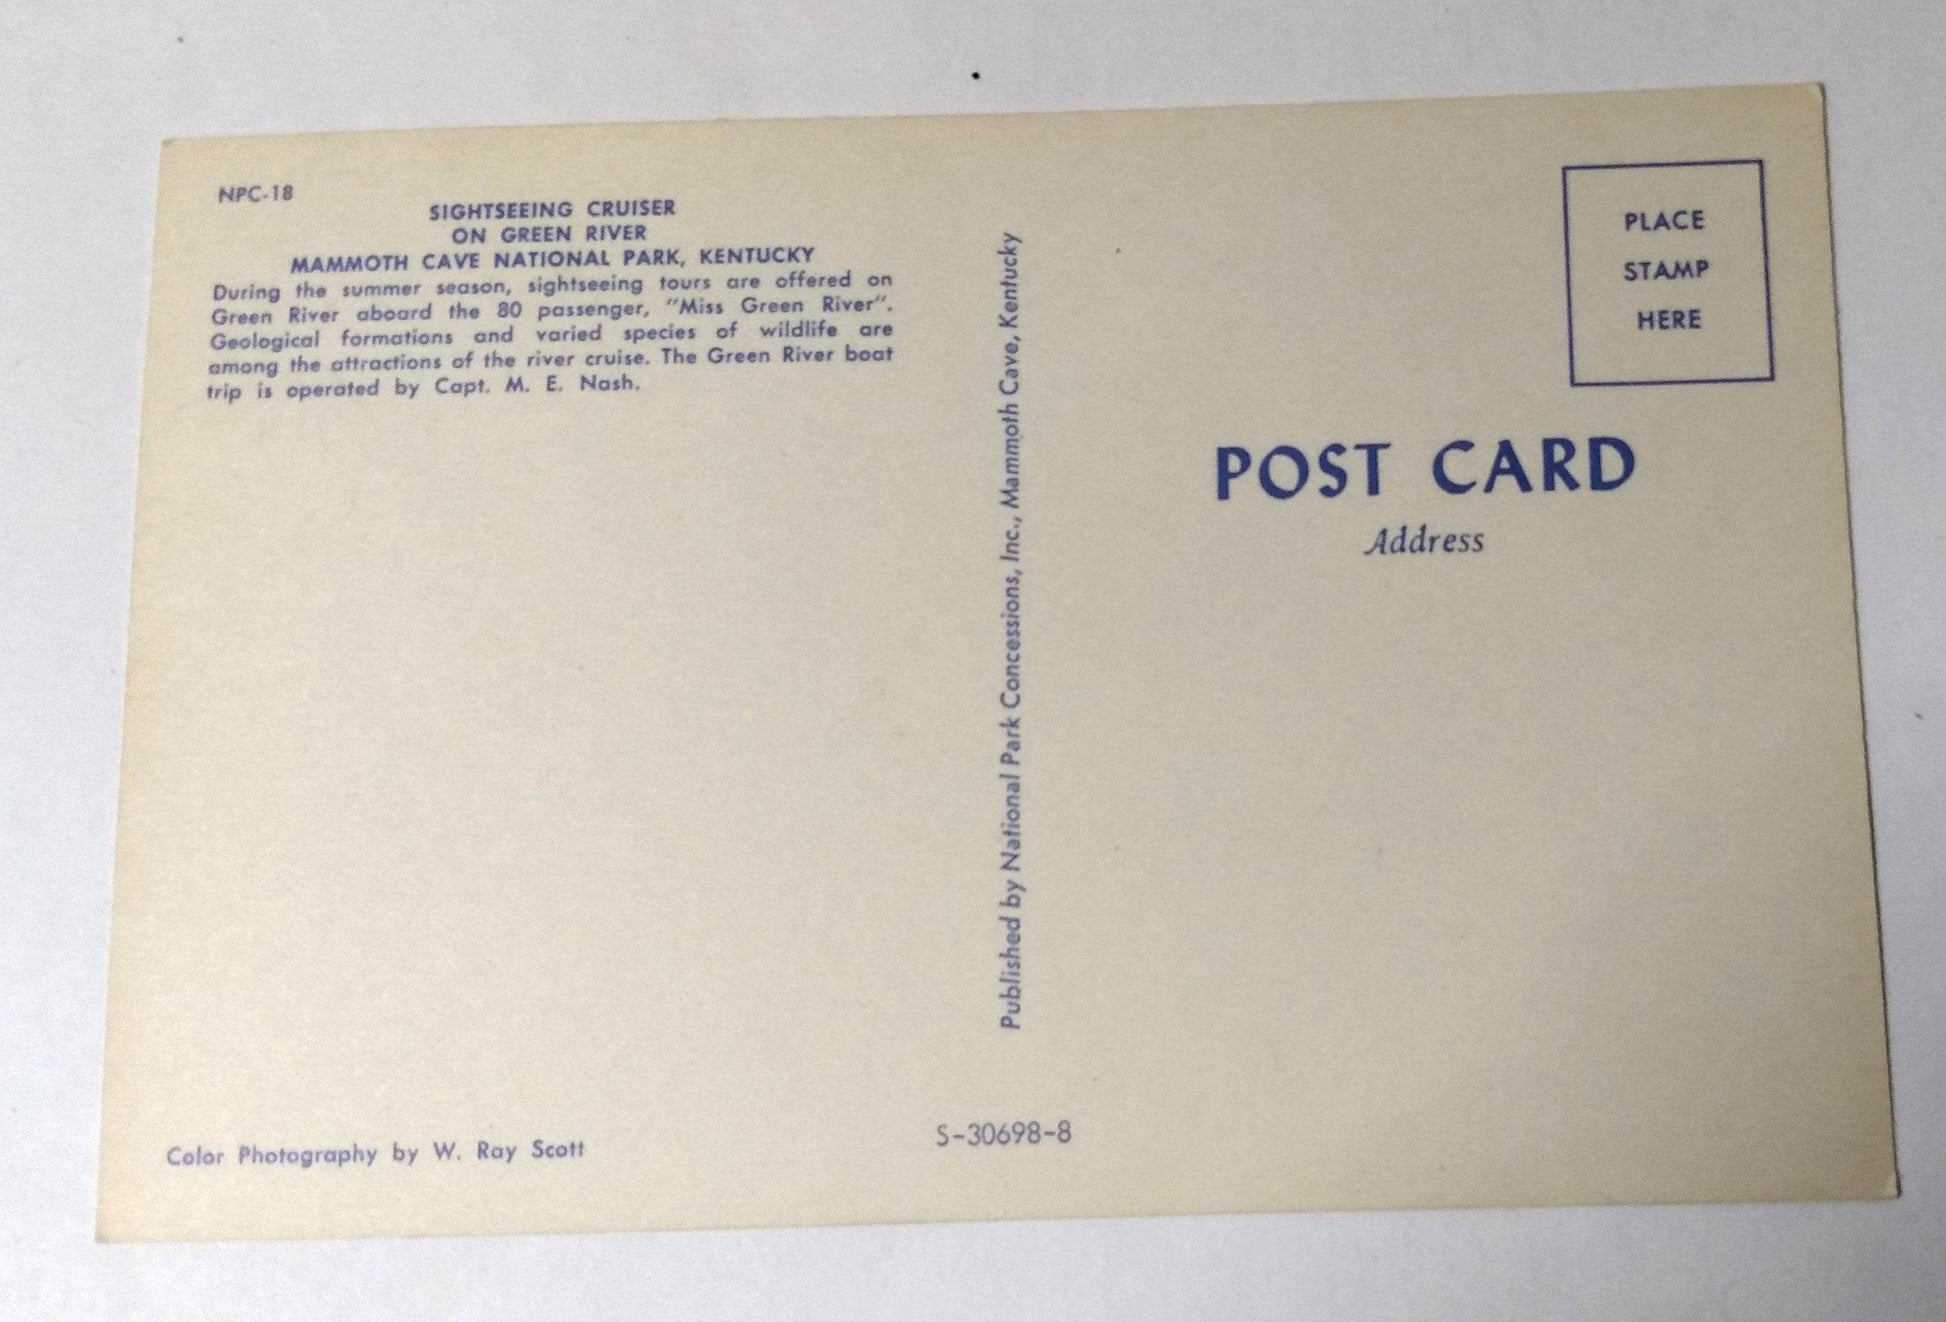 NPC-18
SIGHTSEEING CRUISER
ON GREEN RIVER
MAMMOTH CAVE NATIONAL PARK, KENTUCKY
During the summer season, sightseeing tours are offered on
Green River aboard the 80 passenger, "Miss Green River".
Geological formations and varied species of wildlife are
among the attractions of the river cruise. The Green River boat
trip is operated by Capt. M. E. Nash.
Color Photography by W. Ray Scott
Published by National Park Concessions, Inc., Mammoth Cave, Kentucky
S-30698-8
PLACE
STAMP
HERE
POST CARD
Address